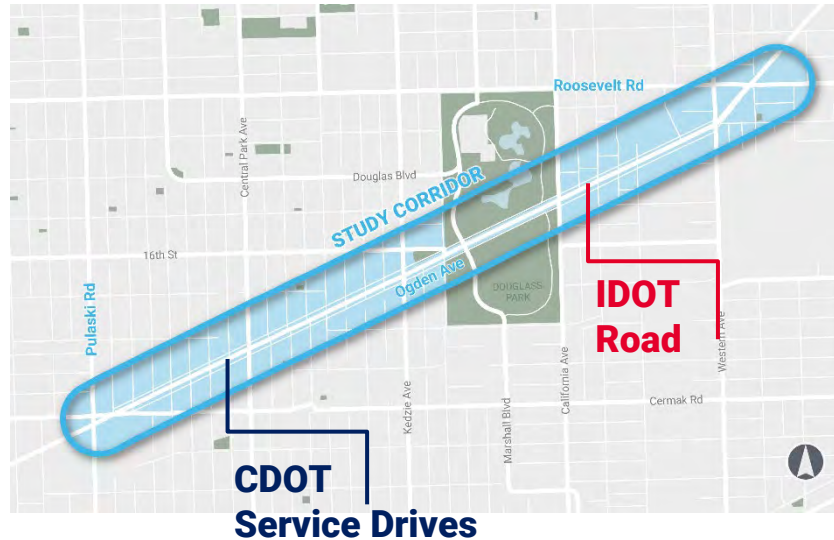 Roosevelt Rd
Central Park Ave
Douglas Blvd
STUDY CORRIDOR
16th St
Ogden Ave
Pulaski Rd
DOUGLASS
PARK
IDOT
Road
Western Ave
Kedzie Ave
California Ave
Marshall Blvd
Cermak Rd
CDOT
Service Drives